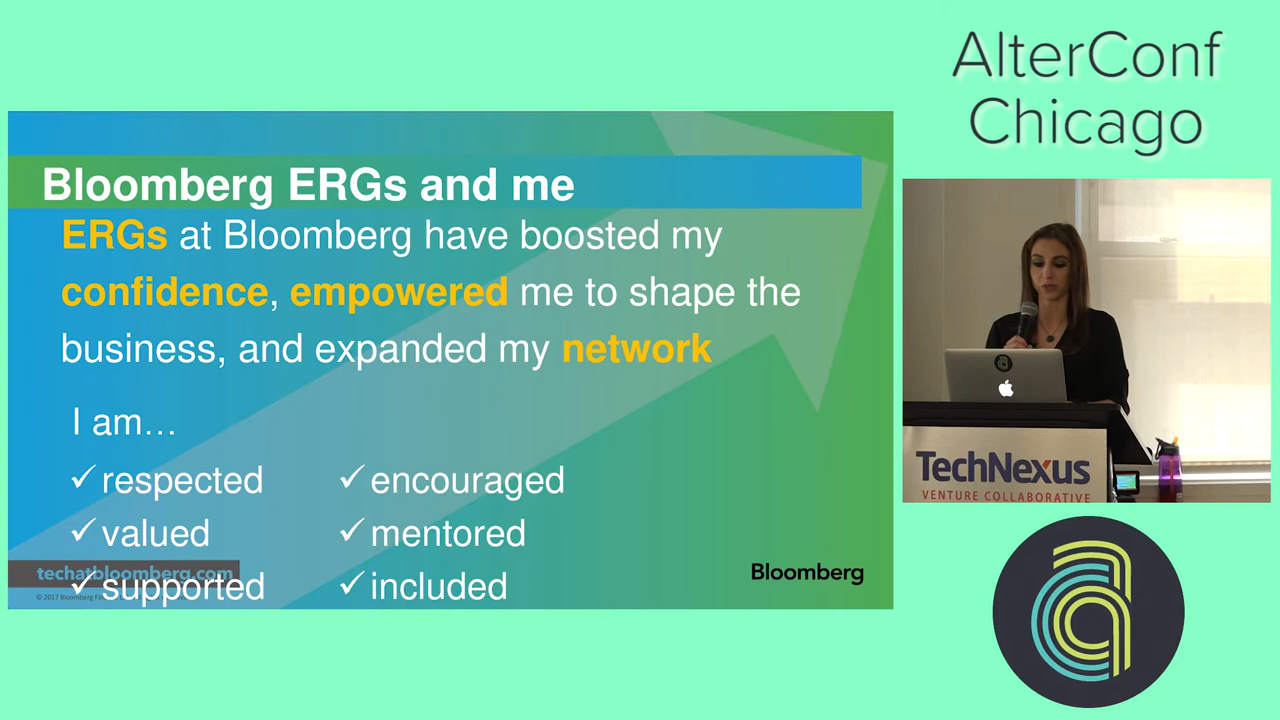 AlterConf
Chicago
Bloomberg ERGs and me
ERGs at Bloomberg have boosted my
confidence, empowered me to shape the
business, and expanded my network
I am…
✓ respected
✓ valued
✓ supported
✓ encouraged
✓ mentored
✓ included
techatbloomberg.com
© 2017 Bloomberg
Bloomberg
TechNexus
VENTURE COLLABORATIVE